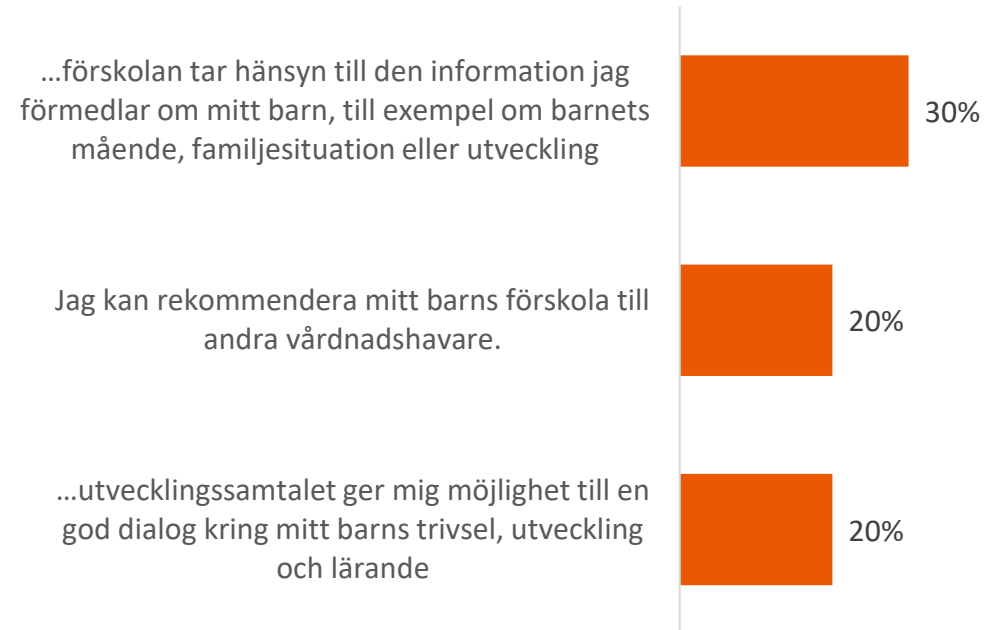 ...förskolan tar hänsyn till den information jag
förmedlar om mitt barn, till exempel om barnets
mående, familjesituation eller utveckling
30%
Jag kan rekommendera mitt barns förskola till
andra vårdnadshavare.
20%
...utvecklingssamtalet ger mig möjlighet till en
god dialog kring mitt barns trivsel, utveckling
och lärande
20%